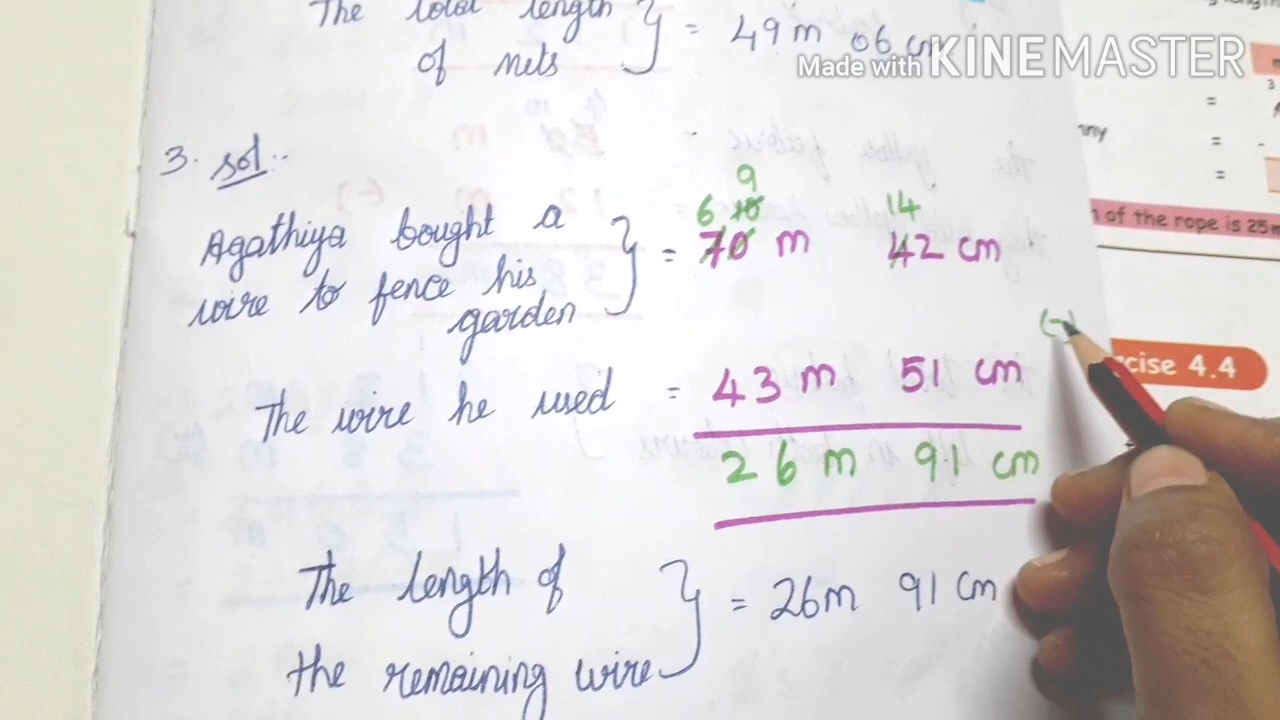 The total length
of nets } = 49 m 06 cm
Made with KINEMASTER
3. Sol:-
9
6 10 14
Agathiya bought a
wire to fence his
garden } = 70 m 42 cm
(-)
The wire he used = 43 m 51 cm
26 m 91 cm
The length of
the remaining wire } = 26m 91 cm
=
=
=
of the rope is 25m
cise 4.4